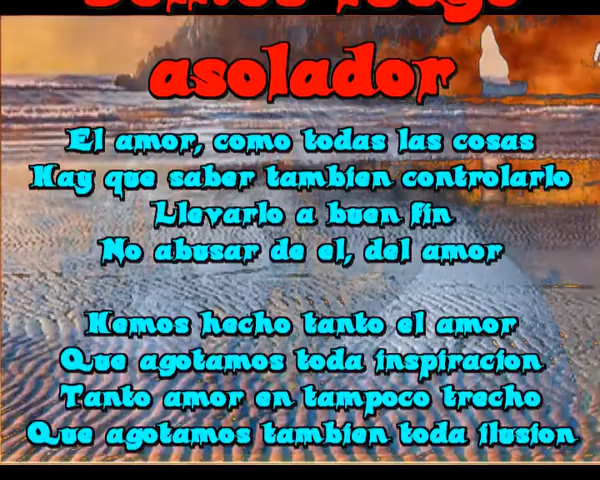 Somos fuego
asolador
El amor, como todas las cosas
Hay que saber tambien controlarlo
Llevarlo a buen fin
No abusar de el, del amor
Hemos hecho tanto el amor
Que agotamos toda inspiracion
Tanto amor en tampoco trecho
Que agotamos tambien toda ilusion